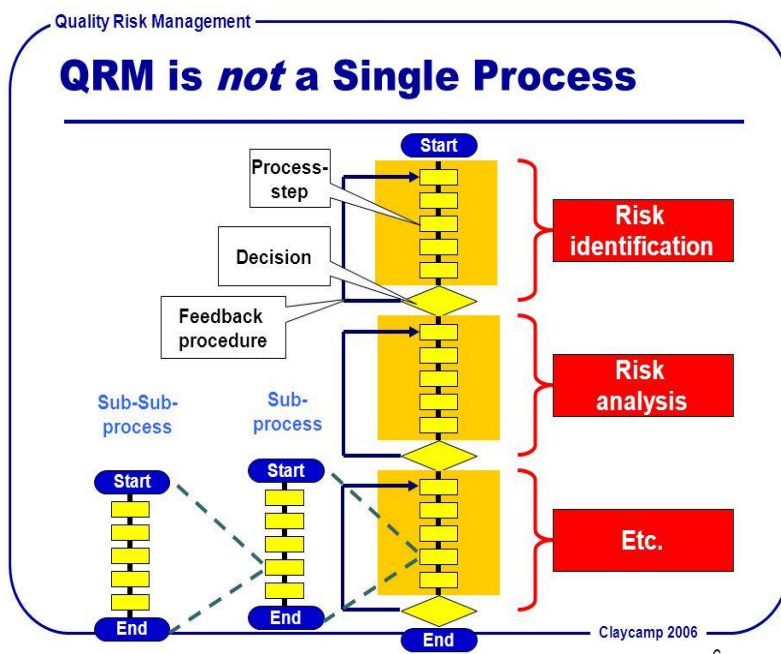 Quality Risk Management
QRM is not a Single Process
Start
Process-
step
Decision
Feedback
procedure
Risk
identification
Risk
analysis
Etc.
Sub-Sub-
process
Sub-
process
Start
Start
End
End
End
Claycamp 2006